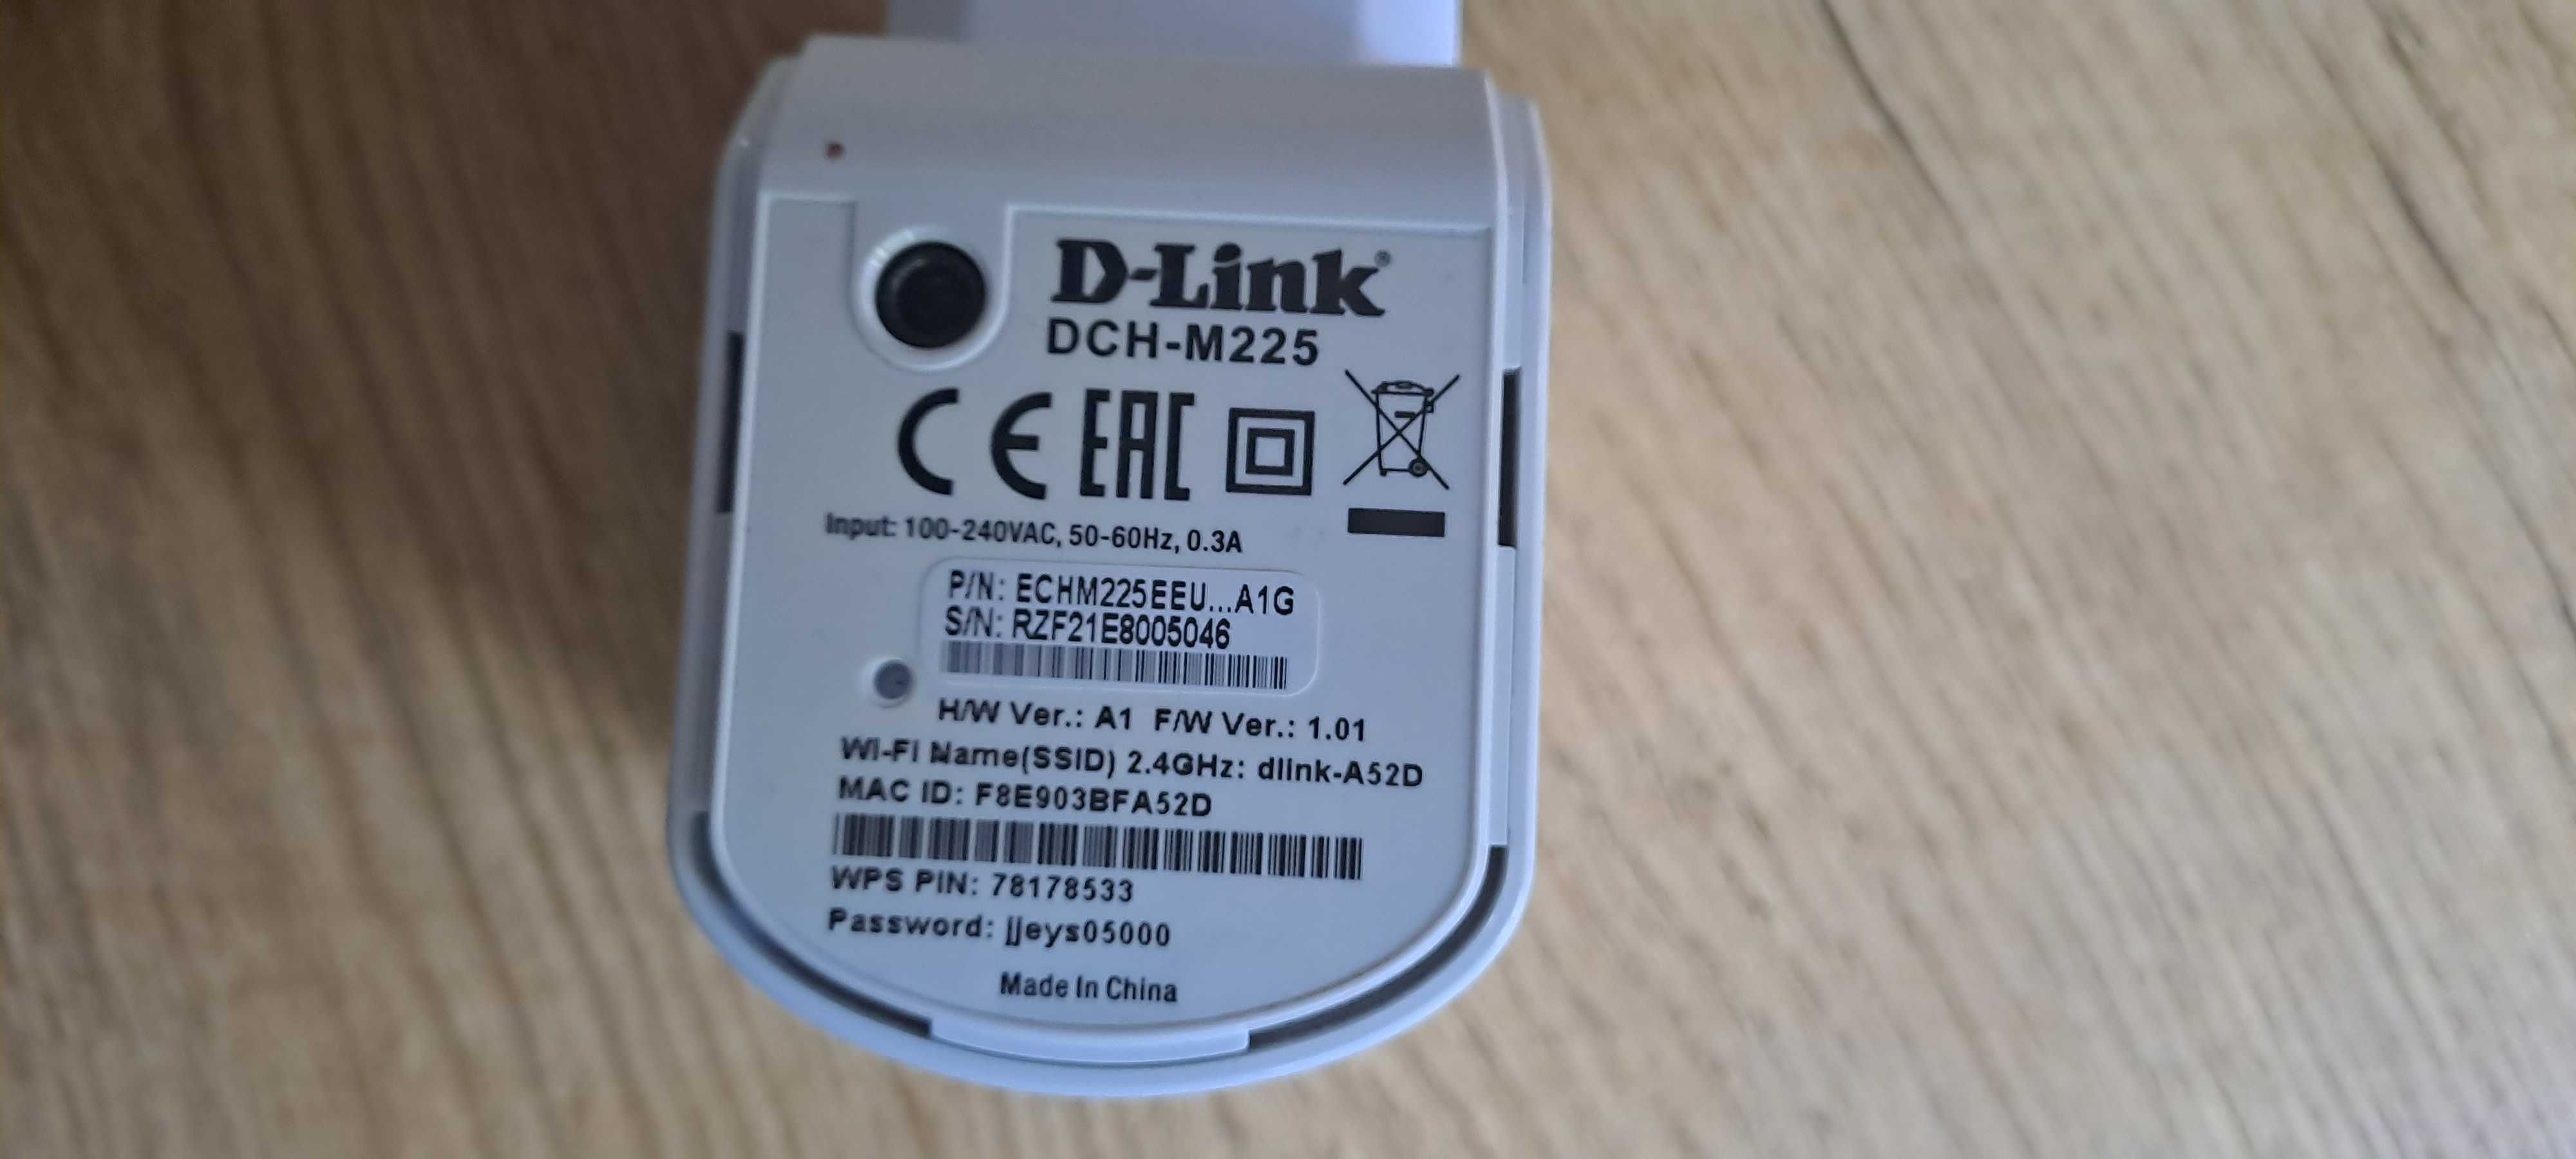 D-Link®
DCH-M225
CE EAC
Input: 100-240VAC, 50-60Hz, 0.3A
P/N: ECHM225EEU...A1G
S/N: RZF21E8005046
H/W Ver.: A1 F/W Ver.: 1.01
Wi-Fi Name(SSID) 2.4GHz: dlink-A52D
MAC ID: F8E903BFA52D
WPS PIN: 78178533
Password: jjeys05000
Made In China